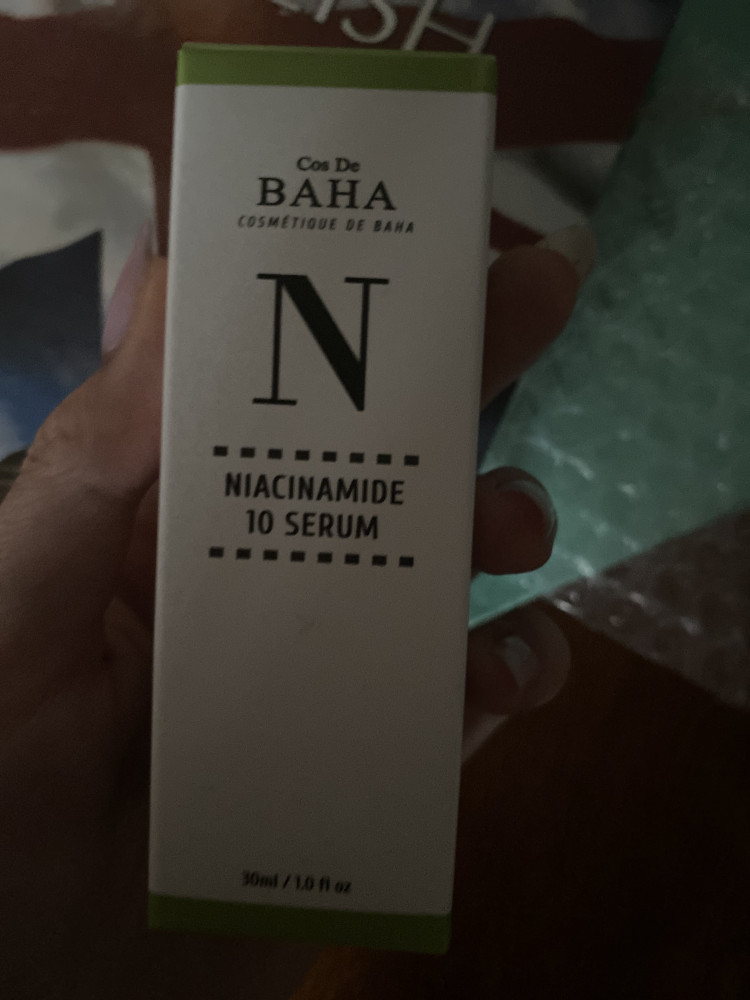 Cos De
BAHA
COSMÉTIQUE DE BAHA
N
NIACINAMIDE
10 SERUM
30ml / 1.0 fl oz